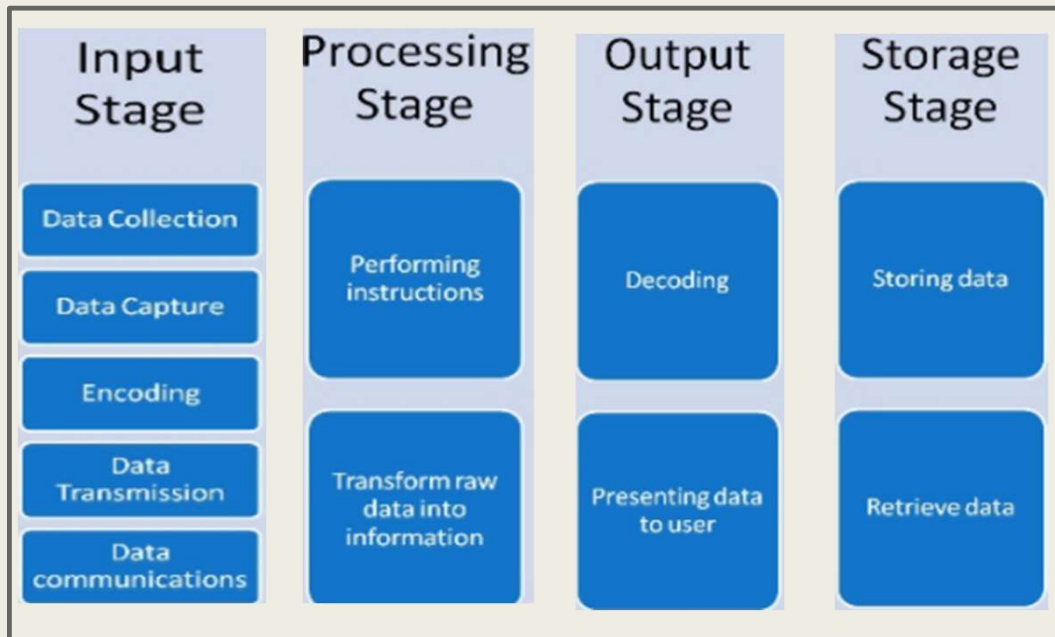 Input
Stage
Data Collection
Data Capture
Encoding
Data
Transmission
Data
communications
Processing
Stage
Performing
instructions
Transform raw
data into
information
Output
Stage
Decoding
Presenting data
to user
Storage
Stage
Storing data
Retrieve data